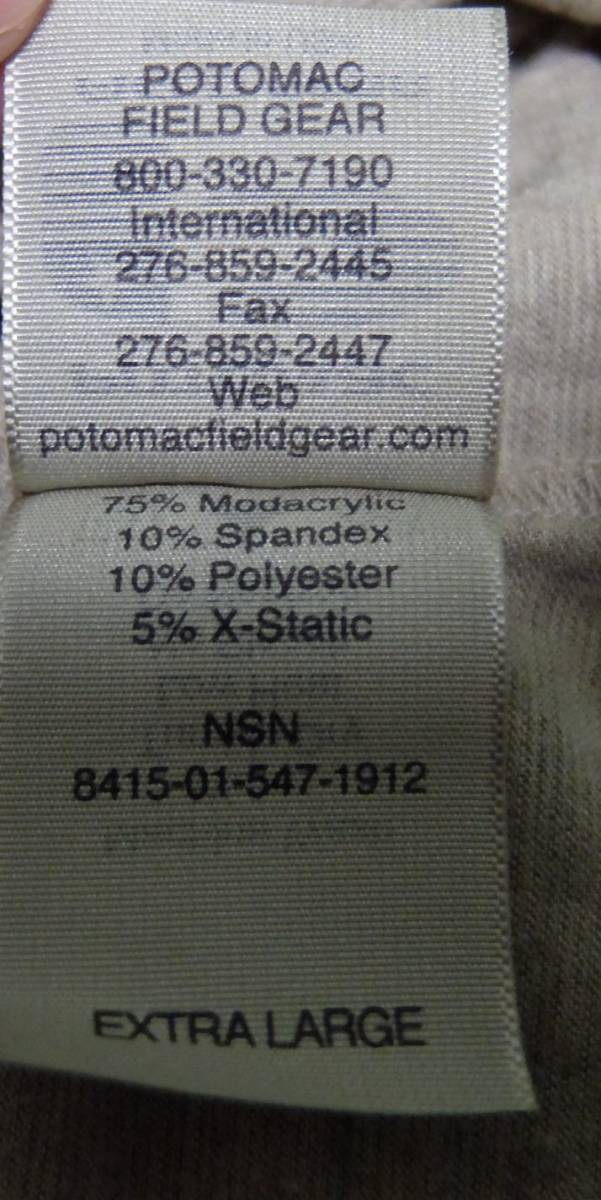 POTOMAC
FIELD GEAR
800-330-7190
International
276-859-2445
Fax
276-859-2447
Web
potomacfieldgear.com
75% Modacrylic
10% Spandex
10% Polyester
5% X-Static
NSN
8415-01-547-1912
EXTRA LARGE